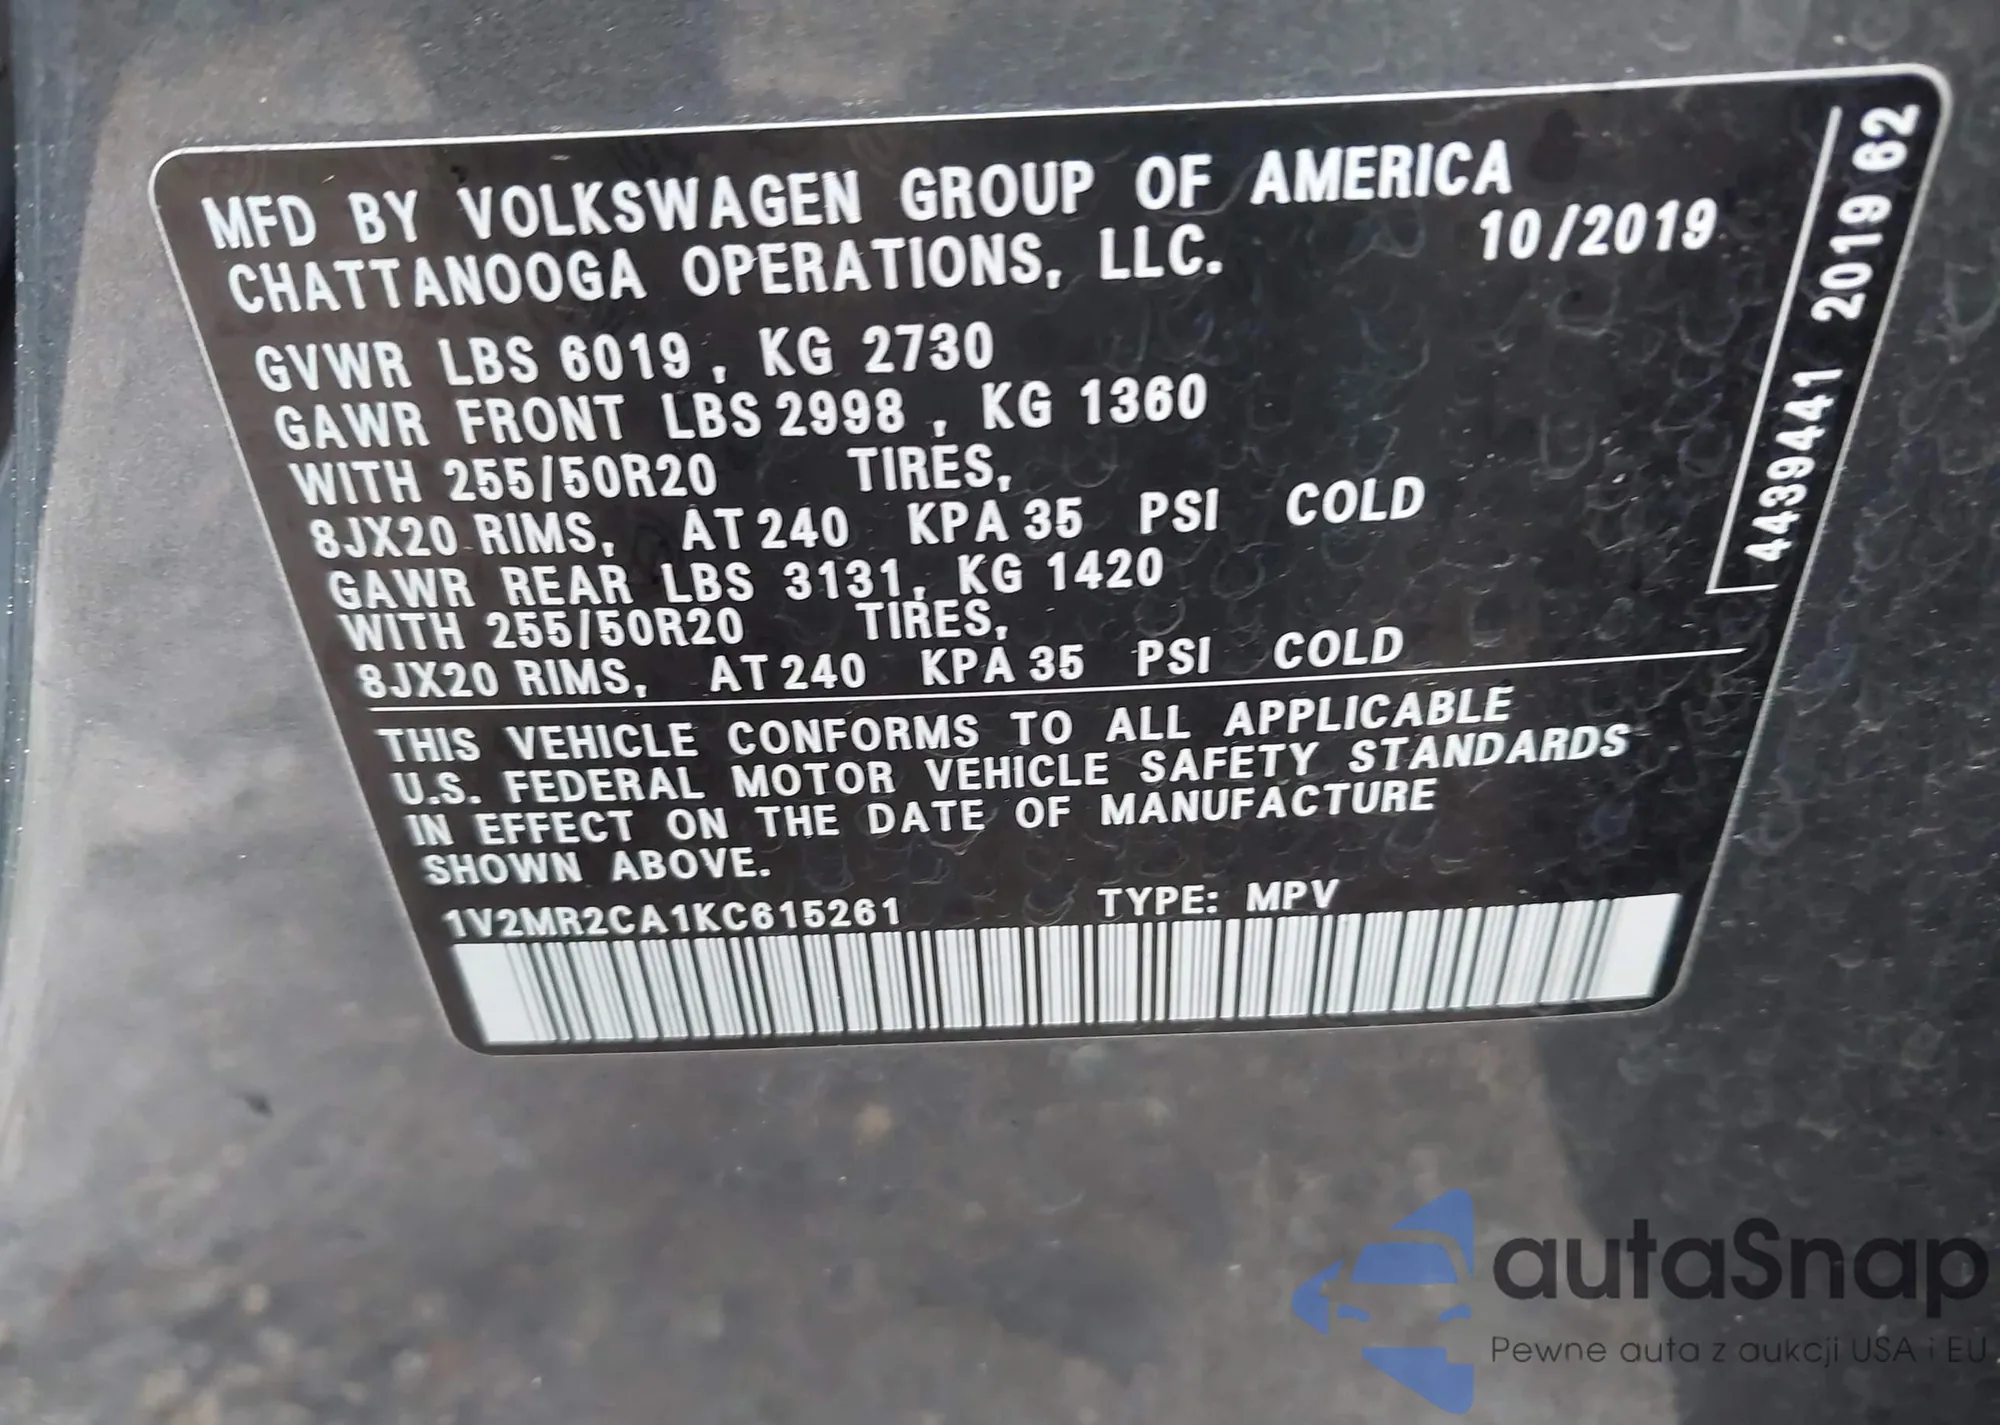 MFD BY VOLKSWAGEN GROUP OF AMERICA
CHATTANOOGA OPERATIONS, LLC. 10/2019
GVWR LBS 6019 , KG 2730
GAWR FRONT LBS 2998 , KG 1360
WITH 255/50R20 TIRES,
8JX20 RIMS, AT 240 KPA 35 PSI COLD
GAWR REAR LBS 3131, KG 1420
WITH 255/50R20 TIRES,
8JX20 RIMS, AT 240 KPA 35 PSI COLD
THIS VEHICLE CONFORMS TO ALL APPLICABLE
U.S. FEDERAL MOTOR VEHICLE SAFETY STANDARDS
IN EFFECT ON THE DATE OF MANUFACTURE
SHOWN ABOVE.
1V2MR2CA1KC615261 TYPE: MPV
4439441 2019 62
autaSnap
Pewne auta z aukcji USA i EU